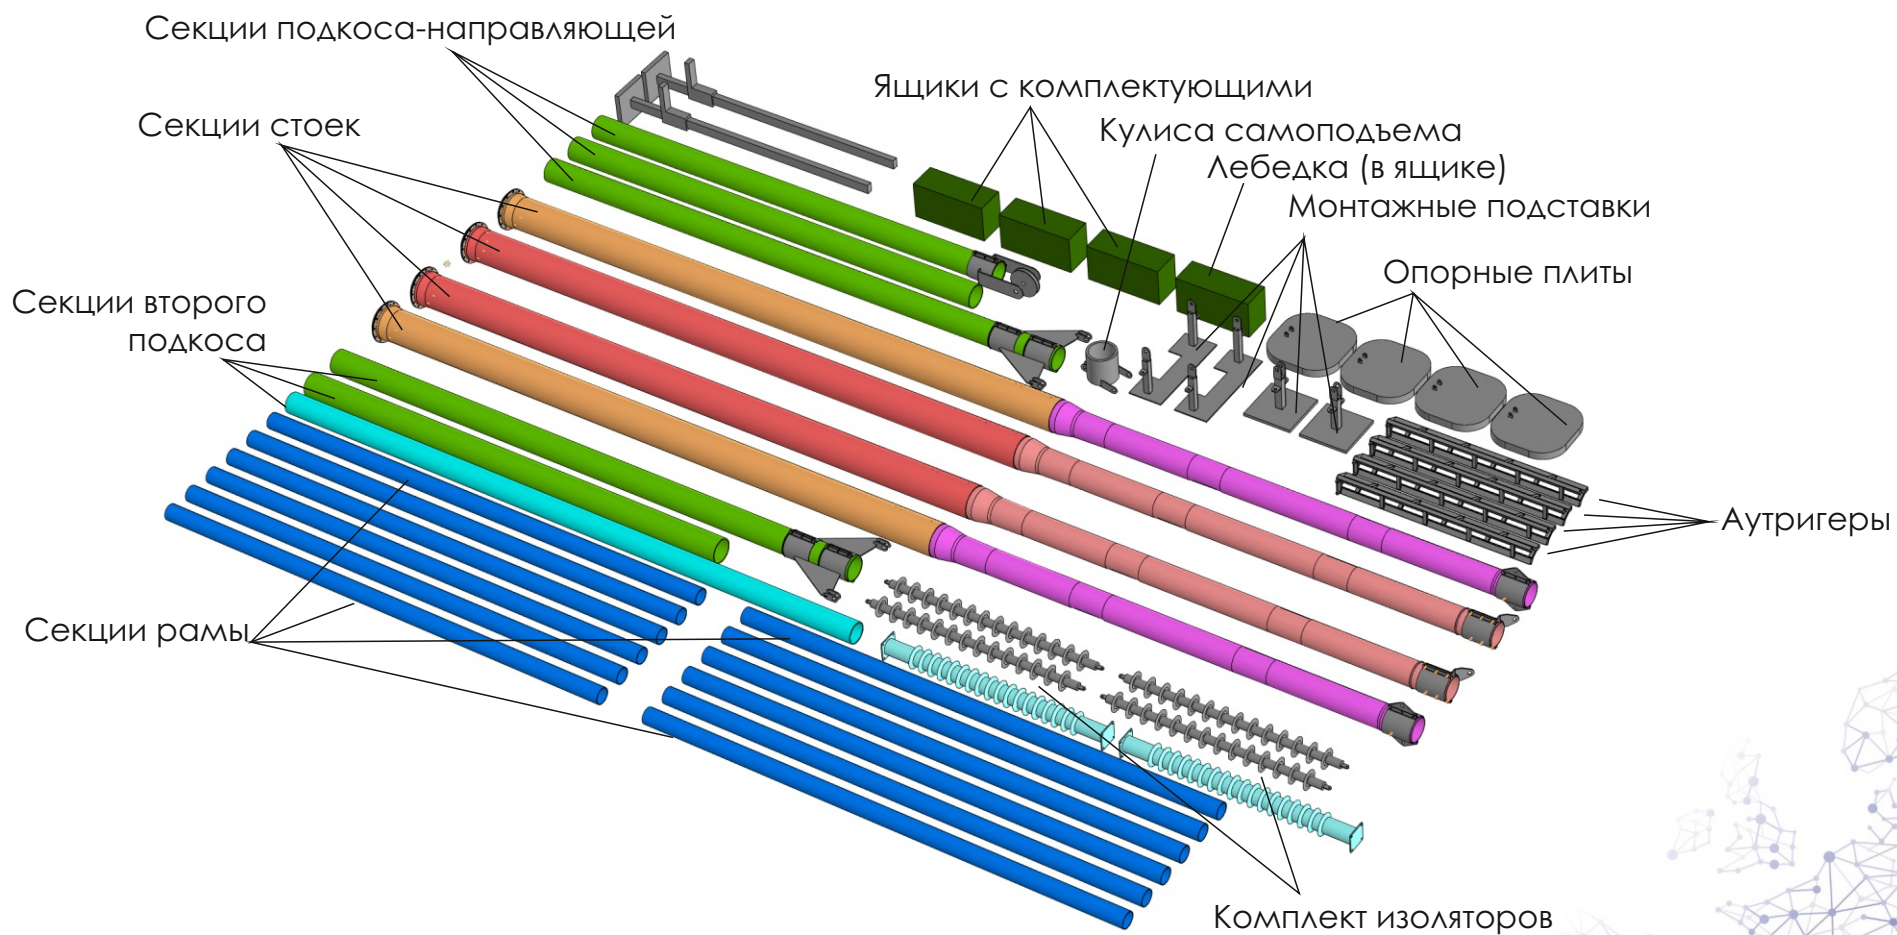 Секции подкоса-направляющей
Ящики с комплектующими
Секции стоек
Кулиса самоподъема
Лебедка (в ящике)
Монтажные подставки
Опорные плиты
Секции второго
подкоса
Аутригеры
Секции рамы
Комплект изоляторов